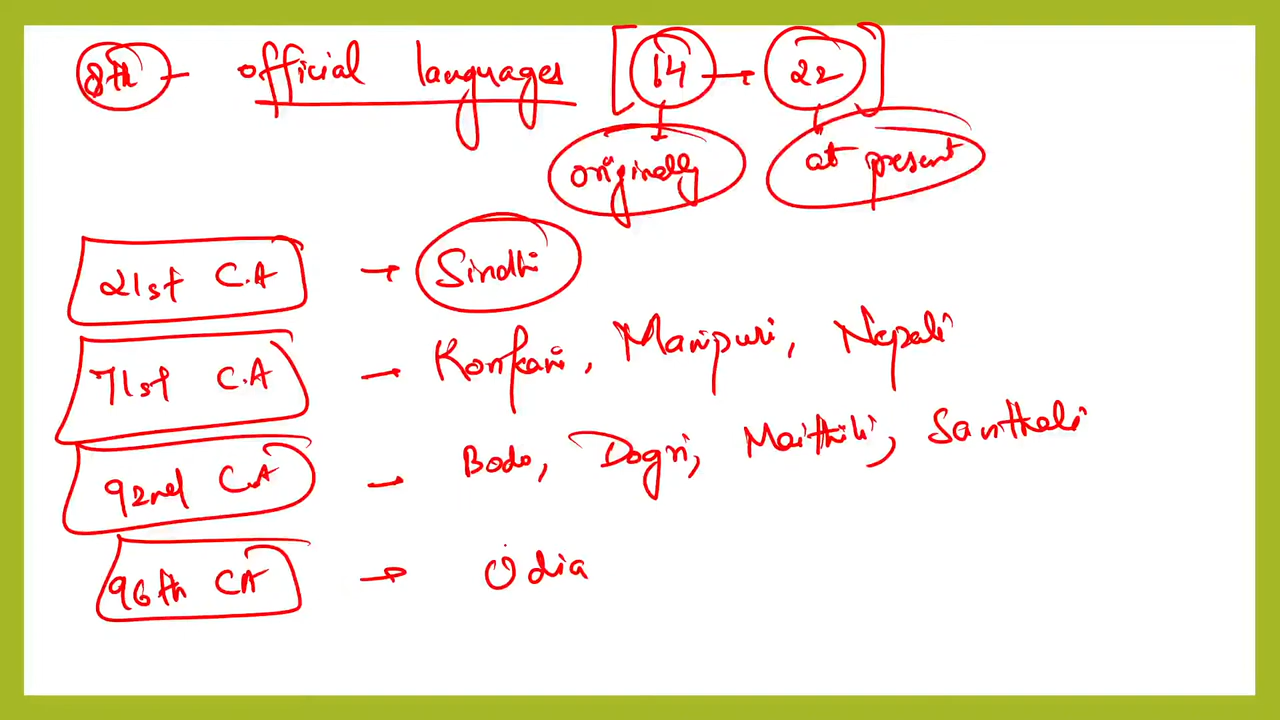 8th - official languages [14 → 22]
originally at present
21st C.A → Sindhi
71st C.A → Konkani, Manipuri, Nepali
92nd C.A - Bodo, Dogri, Maithili, Santhali
96th CA → Odia